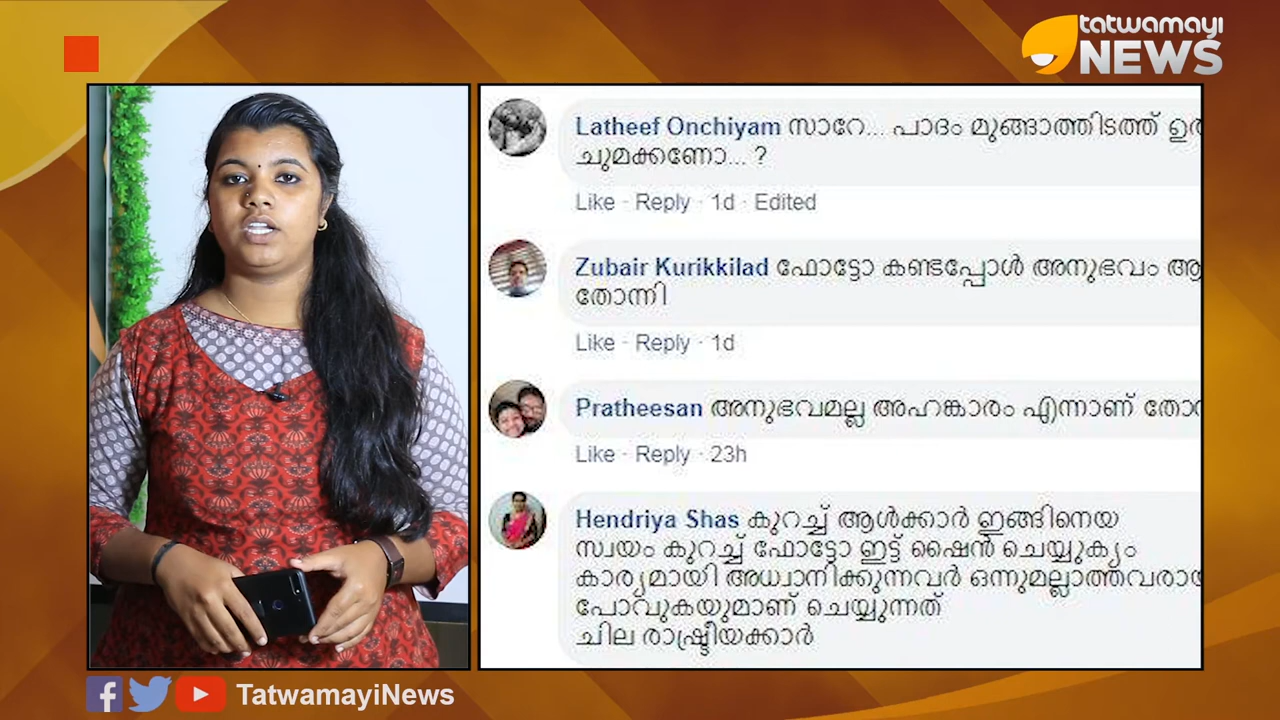 tatwamayi
NEWS
Latheef Onchiyam സാറേ... പാദം മുങ്ങാത്തിടത്ത്
ചുമക്കണോ... ?
Like · Reply · 1d · Edited
Zubair Kurikkilad ഫോട്ടോ കണ്ടപ്പോൾ അനുഭവം
തോന്നി
Like · Reply · 1d
Pratheesan അനുഭവമല്ല അഹങ്കാരം എന്നാണ്
Like · Reply · 23h
Hendriya Shas കുറച്ച് ആൾക്കാർ ഇങ്ങിനെയ
സ്വയം കുറച്ച് ഫോട്ടോ ഇട്ട് ഷൈൻ ചെയ്യുക്യം
കാര്യമായി അധ്വാനിക്കുന്നവർ ഒന്നുമല്ലാത്തവരായ
പോവുകയുമാണ് ചെയ്യുന്നത്
ചില രാഷ്ട്രീയക്കാർ
TatwamayiNews